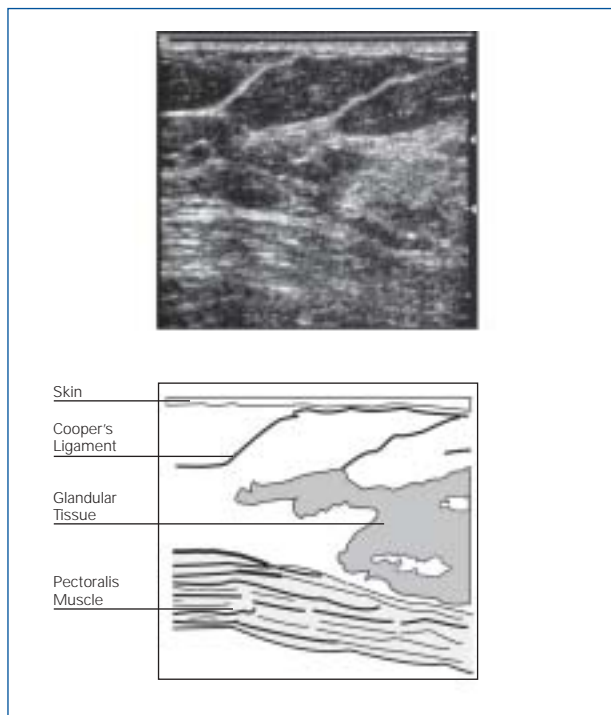 Skin
Cooper's
Ligament
Glandular
Tissue
Pectoralis
Muscle